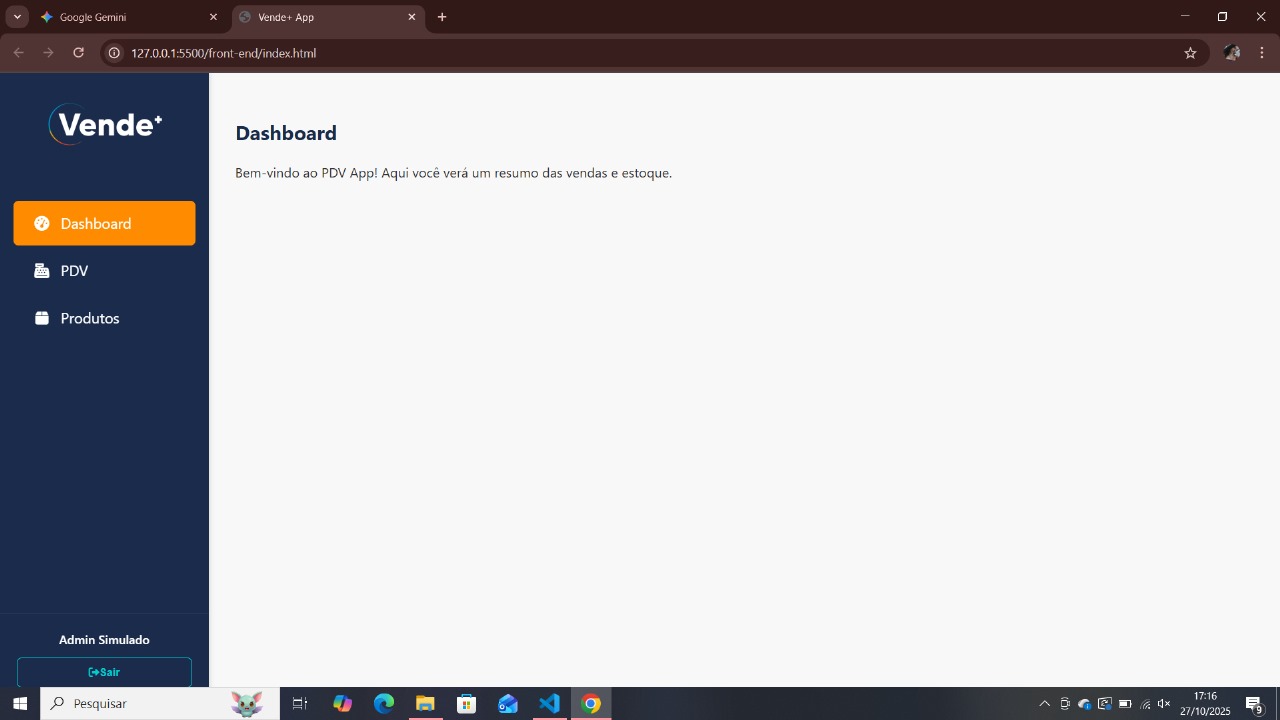 Google Gemini
Vende+ App
127.0.0.1:5500/front-end/index.html
Vende+
Dashboard
PDV
Produtos
Admin Simulado
Sair
Dashboard
Bem-vindo ao PDV App! Aqui você verá um resumo das vendas e estoque.
Pesquisar
17:16
27/10/2025
9